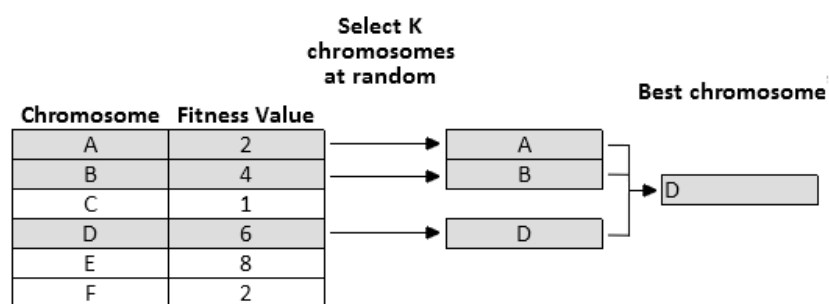 Select K
chromosomes
at random
Best chromosome
Chromosome Fitness Value
A 2 A
B 4 B
D
C 1
D 6 D
E 8
F 2